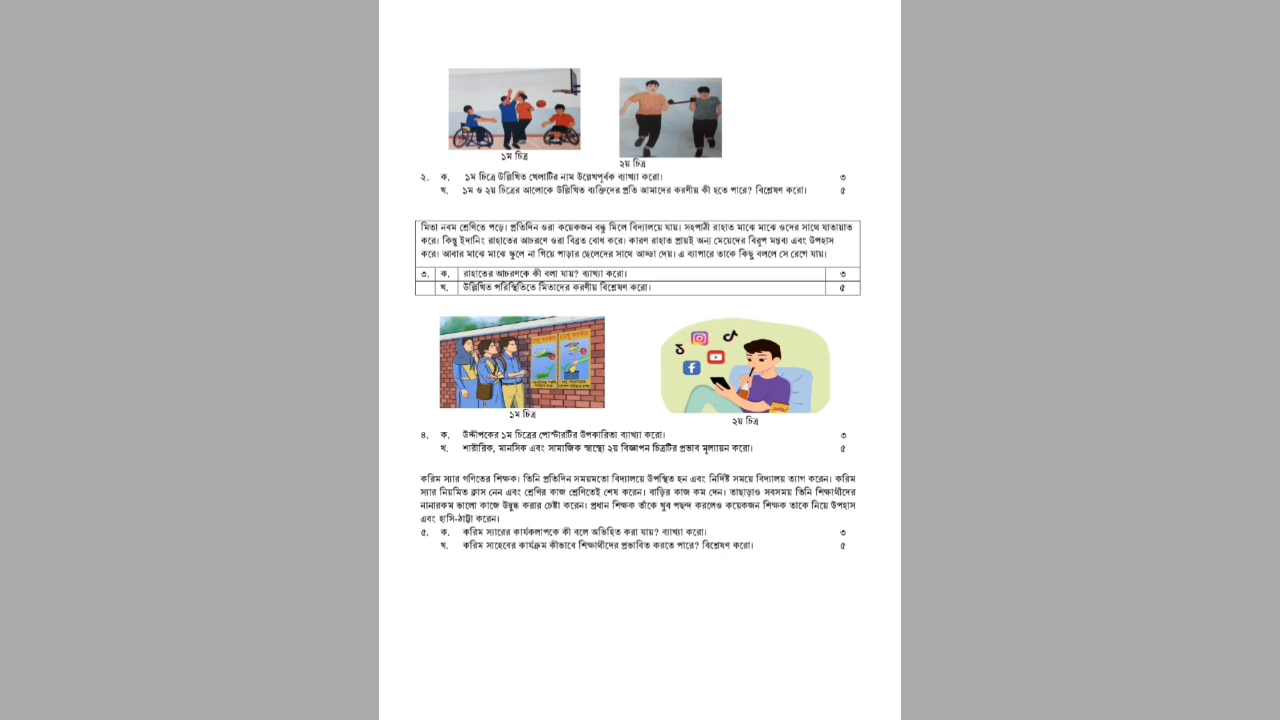 ১ম চিত্র
২য় চিত্র
২. ক. ১ম চিত্রে উল্লিখিত খেলাটির নাম উল্লেখপূর্বক ব্যাখ্যা করো। ৩
খ. ১ম ও ২য় চিত্রের আলোকে উল্লিখিত ব্যক্তিদের প্রতি আমাদের করণীয় কী হতে পারে? বিশ্লেষণ করো। ৫
মিতা নবম শ্রেণিতে পড়ে। প্রতিদিন ওরা কয়েকজন বন্ধু মিলে বিদ্যালয়ে যায়। সহপাঠী রাহাত মাঝে মাঝে ওদের সাথে যাতায়াত
করে। কিন্তু ইদানিং রাহাতের আচরণে ওরা বিব্রত বোধ করে। কারণ রাহাত প্রায়ই অন্য মেয়েদের বিরুপ মন্তব্য এবং উপহাস
করে। আবার মাঝে মাঝে স্কুলে না গিয়ে পাড়ার ছেলেদের সাথে আড্ডা দেয়। এ ব্যাপারে তাকে কিছু বললে সে রেগে যায়।
৩. ক. রাহাতের আচরণকে কী বলা যায়? ব্যাখ্যা করো। ৩
খ. উল্লিখিত পরিস্থিতিতে মিতাদের করণীয় বিশ্লেষণ করো। ৫
১ম চিত্র
২য় চিত্র
৪. ক. উদ্দীপকের ১ম চিত্রের পোস্টারটির উপকারিতা ব্যাখ্যা করো। ৩
খ. শারীরিক, মানসিক এবং সামাজিক স্বাস্থ্যে ২য় বিজ্ঞাপন চিত্রটির প্রভাব মূল্যায়ন করো। ৫
করিম স্যার গণিতের শিক্ষক। তিনি প্রতিদিন সময়মতো বিদ্যালয়ে উপস্থিত হন এবং নির্দিষ্ট সময়ে বিদ্যালয় ত্যাগ করেন। করিম
স্যার নিয়মিত ক্লাস নেন এবং শ্রেণির কাজ শ্রেণিতেই শেষ করেন। বাড়ির কাজ কম দেন। তাছাড়াও সবসময় তিনি শিক্ষার্থীদের
নানারকম ভালো কাজে উদ্বুদ্ধ করার চেষ্টা করেন। প্রধান শিক্ষক তাঁকে খুব পছন্দ করলেও কয়েকজন শিক্ষক তাকে নিয়ে উপহাস
এবং হাসি-ঠাট্টা করেন।
৫. ক. করিম স্যারের কার্যকলাপকে কী বলে অভিহিত করা যায়? ব্যাখ্যা করো। ৩
খ. করিম সাহেবের কার্যক্রম কীভাবে শিক্ষার্থীদের প্রভাবিত করতে পারে? বিশ্লেষণ করো। ৫